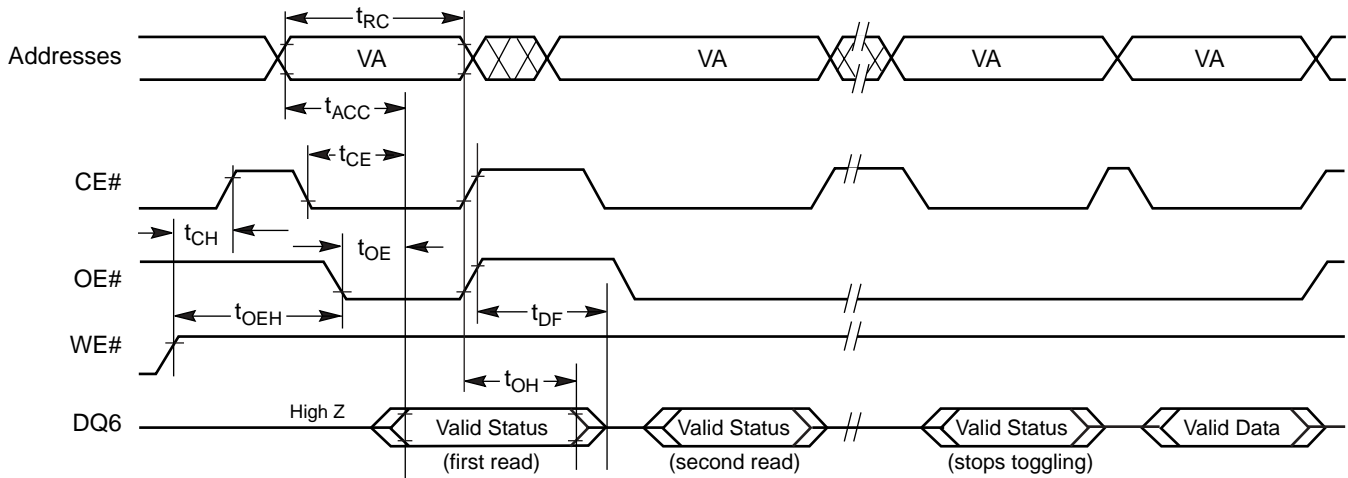 tRC
Addresses VA VA VA VA
tACC
tCE
CE#
tCH tOE
OE#
tOEH tDF
WE#
tOH
High Z
DQ6 Valid Status Valid Status Valid Status Valid Data
(first read) (second read) (stops toggling)